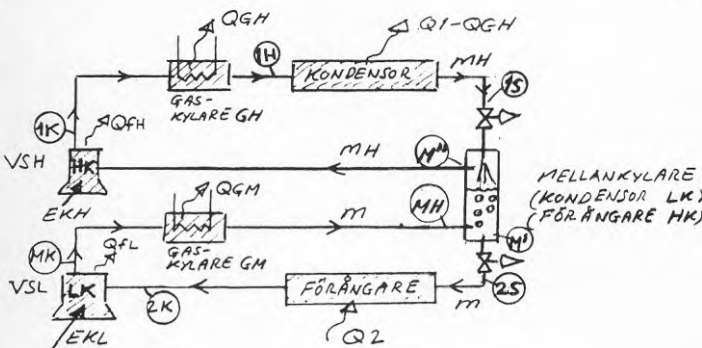 QGH
1H
Q1-QGH
MH
KONDENSOR
1S
GAS-
KYLARE GH
1K
QfH
VSH
HK
MH
M"
EKH
QGM
MELLANKYLARE
(KONDENSOR LK)
(FÖRÅNGARE HK)
m
MH
M'
MK
QfL
GAS-
KYLARE GM
VSL
LK
2K
FÖRÅNGARE
m
2S
EKL
Q2